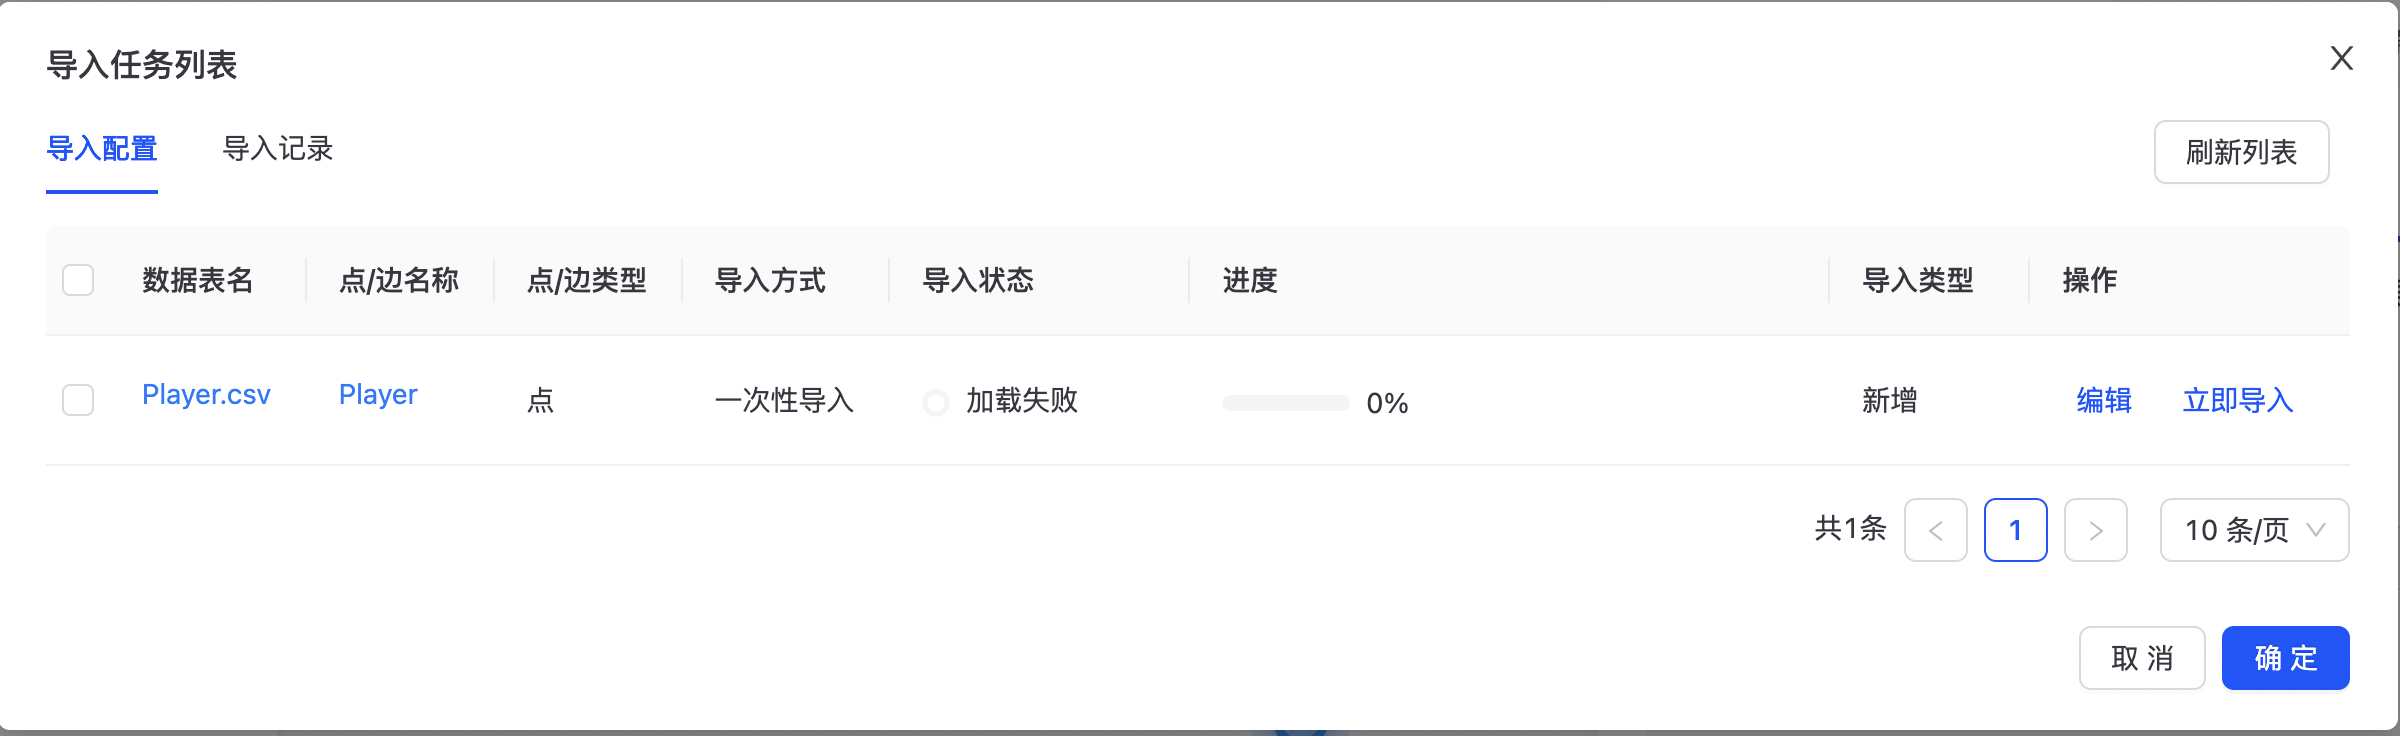 导入任务列表
导入配置 导入记录 刷新列表
数据表名 点/边名称 点/边类型 导入方式 导入状态 进度 导入类型 操作
Player.csv Player 点 一次性导入 加载失败 0% 新增 编辑 立即导入
共1条 < 1 > 10 条/页
取 消 确 定